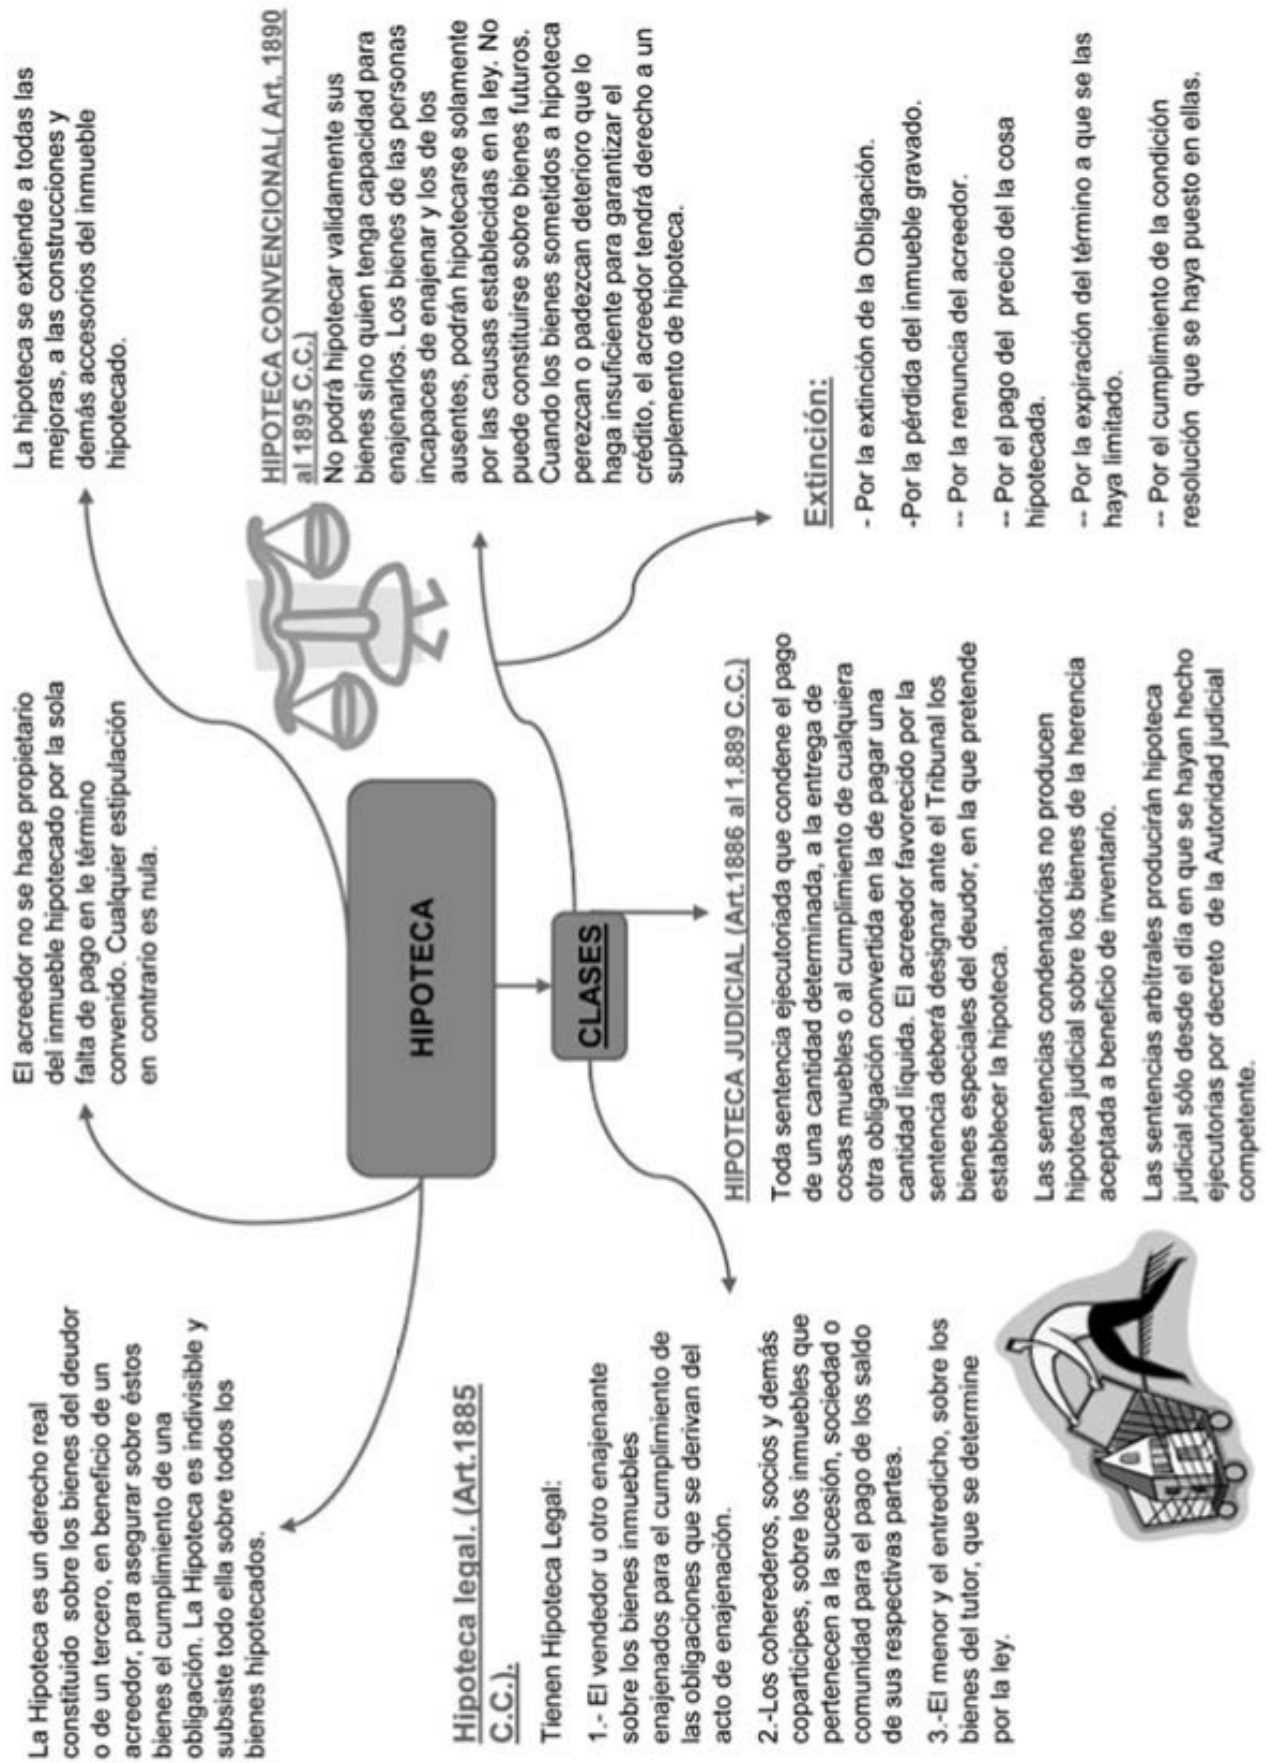 La Hipoteca es un derecho real
constituido sobre los bienes del deudor
o de un tercero, en beneficio de un
acreedor, para asegurar sobre éstos
bienes el cumplimiento de una
obligación. La Hipoteca es indivisible y
subsiste todo ella sobre todos los
bienes hipotecados.
El acreedor no se hace propietario
del inmueble hipotecado por la sola
falta de pago en le término
convenido. Cualquier estipulación
en contrario es nula.
La hipoteca se extiende a todas las
mejoras, a las construcciones y
demás accesorios del inmueble
hipotecado.
HIPOTECA
CLASES
Hipoteca legal. (Art.1885
C.C.).
Tienen Hipoteca Legal:
1.- El vendedor u otro enajenante
sobre los bienes inmuebles
enajenados para el cumplimiento de
las obligaciones que se derivan del
acto de enajenación.
2.-Los coherederos, socios y demás
coparticipes, sobre los inmuebles que
pertenecen a la sucesión, sociedad o
comunidad para el pago de los saldo
de sus respectivas partes.
3.-El menor y el entredicho, sobre los
bienes del tutor, que se determine
por la ley.
HIPOTECA JUDICIAL (Art.1886 al 1.889 C.C.)
Toda sentencia ejecutoriada que condene el pago
de una cantidad determinada, a la entrega de
cosas muebles o al cumplimiento de cualquiera
otra obligación convertida en la de pagar una
cantidad líquida. El acreedor favorecido por la
sentencia deberá designar ante el Tribunal los
bienes especiales del deudor, en la que pretende
establecer la hipoteca.
Las sentencias condenatorias no producen
hipoteca judicial sobre los bienes de la herencia
aceptada a beneficio de inventario.
Las sentencias arbítrales producirán hipoteca
judicial sólo desde el día en que se hayan hecho
ejecutorias por decreto de la Autoridad judicial
competente.
HIPOTECA CONVENCIONAL( Art. 1890
al 1895 C.C.)
No podrá hipotecar validamente sus
bienes sino quien tenga capacidad para
enajenarlos. Los bienes de las personas
incapaces de enajenar y los de los
ausentes, podrán hipotecarse solamente
por las causas establecidas en la ley. No
puede constituirse sobre bienes futuros.
Cuando los bienes sometidos a hipoteca
perezcan o padezcan deterioro que lo
haga insuficiente para garantizar el
crédito, el acreedor tendrá derecho a un
suplemento de hipoteca.
Extinción:
- Por la extinción de la Obligación.
-Por la pérdida del inmueble gravado.
-- Por la renuncia del acreedor.
-- Por el pago del precio del la cosa
hipotecada.
-- Por la expiración del término a que se las
haya limitado.
-- Por el cumplimiento de la condición
resolución que se haya puesto en ellas.